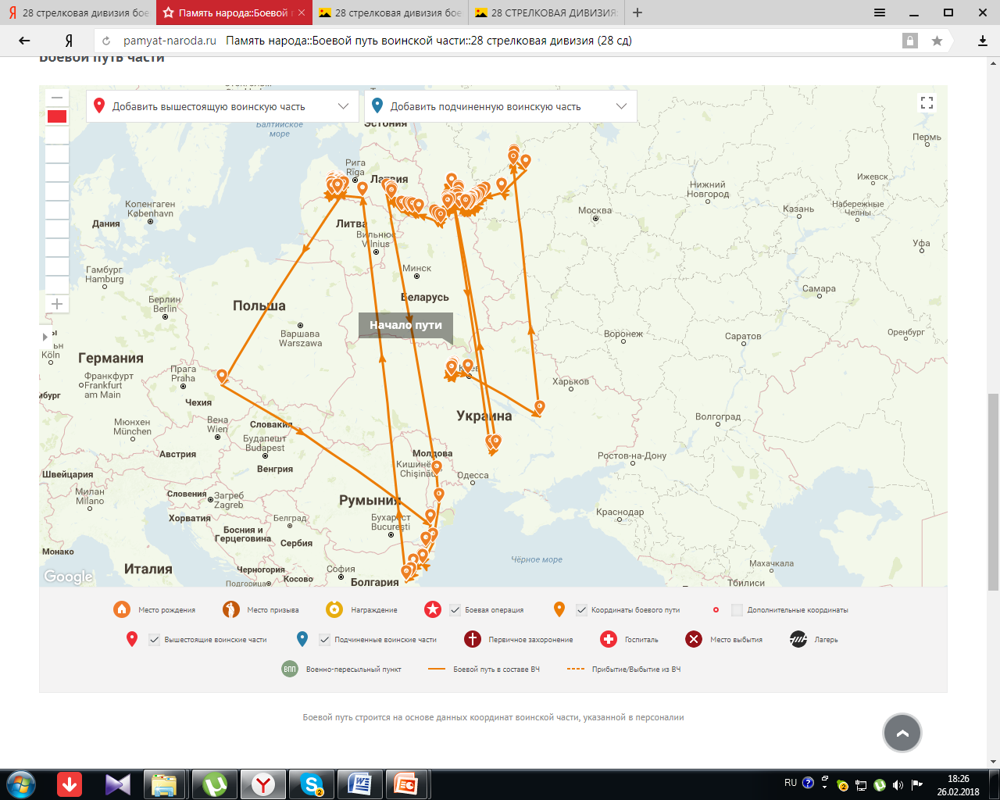 28 стрелковая дивизия бое
Память народа::Боевой п
28 стрелковая дивизия бое
28 СТРЕЛКОВАЯ ДИВИЗИЯ:
pamyat-naroda.ru Память народа::Боевой путь воинской части::28 стрелковая дивизия (28 сд)
Боевой путь части
Добавить вышестоящую воинскую часть
Добавить подчиненную воинскую часть
Балтийское
море
Эстония
Пермь
Рига
Rīga
Латвия
Ижевск
Нижний
Новгород
Копенгаген
København
Москва
Казань
Набережные
Челны
Дания
Литва
Вильнюс
Vilnius
Уфа
Гамбург
Hamburg
Минск
Самара
Берлин
Berlin
Польша
Беларусь
Начало пути
Варшава
Warszawa
Воронеж
Саратов
Оренбург
Köln
Германия
Прага
Praha
Франкфурт
Frankfurt
am Main
Харьков
Чехия
Украина
Волгоград
Мюнхен
München
Вена
Wien
Словакия
Будапешт
Budapest
Австрия
Молдова
Ростов-на-Дону
Венгрия
Кишинёв
Chișinău
Одесса
Швейцария
Милан
Milano
Словения
Загреб
Zagreb
Румыния
Хорватия
Белград
Бухарест
București
Краснодар
Босния и
Герцеговина
Сербия
Монако
Чёрное море
Италия
Черногория
София
Махачкала
Google
Подгорица
Косово
Болгария
Тбилиси
Место рождения
Место призыва
Награждение
Боевая операция
Координаты боевого пути
Дополнительные координаты
Вышестоящие воинские части
Подчиненные воинские части
Первичное захоронение
Госпиталь
Место выбытия
Лагерь
ВПП
Военно-пересыльный пункт
Боевой путь в составе ВЧ
Прибытие/Выбытие из ВЧ
Боевой путь строится на основе данных координат воинской части, указанной в персоналии
RU
18:26
26.02.2018